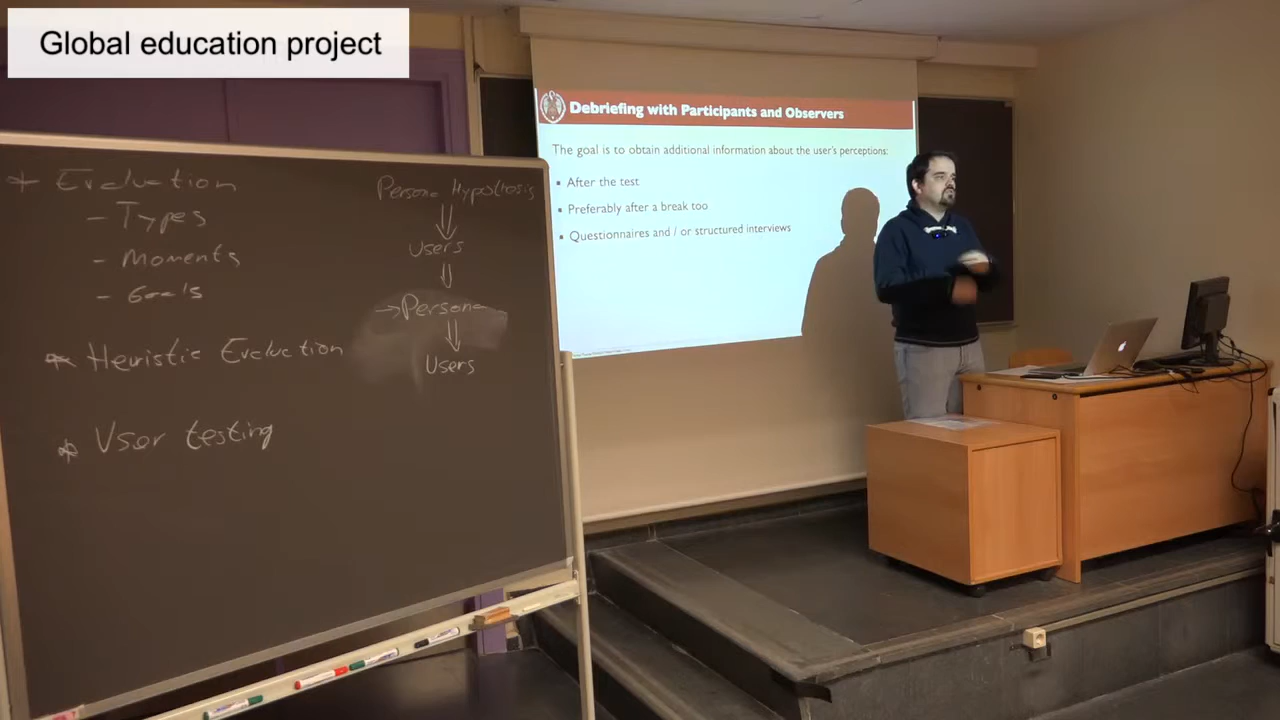 Global education project
* Evaluation
- Types
- Moments
- Goals
* Heuristic Evaluation
* User testing
Persona Hypoltosis
⇓
Users
⇓
→Persona
⇓
Users
Debriefing with Participants and Observers
The goal is to obtain additional information about the user's perceptions:
▪ After the test
▪ Preferably after a break too
▪ Questionnaires and / or structured interviews